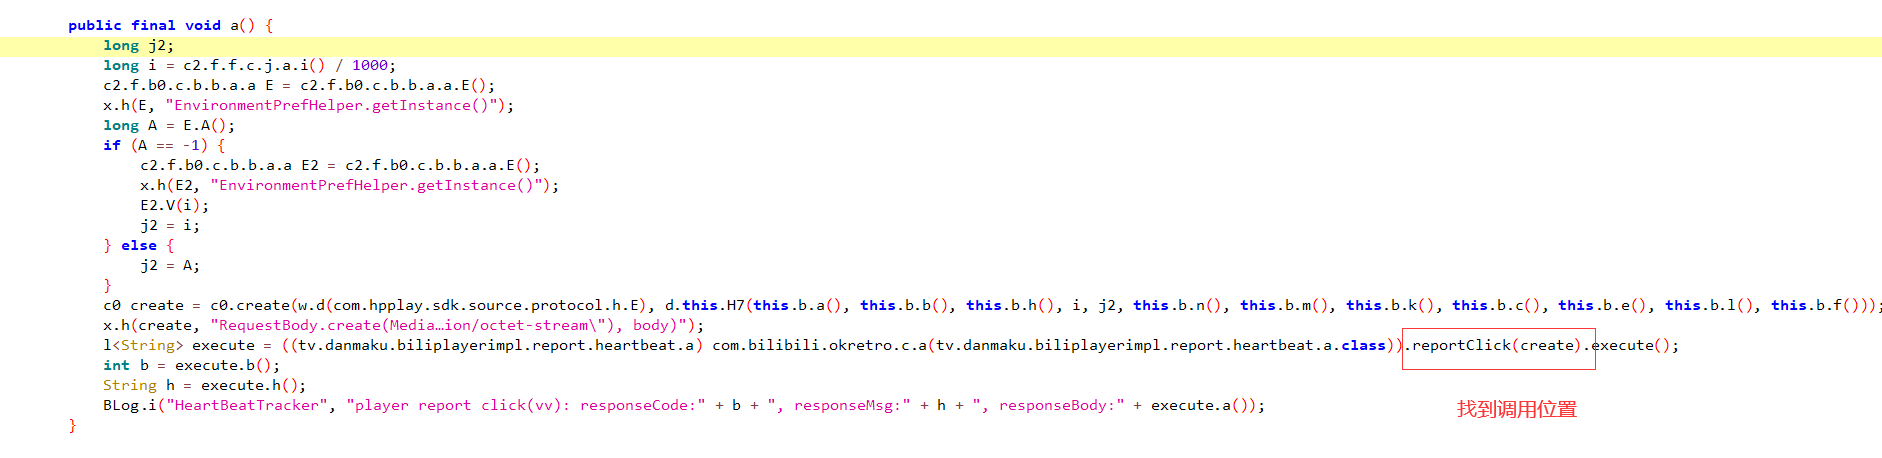 public final void a() {
long j2;
long i = c2.f.f.c.j.a.i() / 1000;
c2.f.b0.c.b.b.a.a E = c2.f.b0.c.b.b.a.a.E();
x.h(E, "EnvironmentPrefHelper.getInstance()");
long A = E.A();
if (A == -1) {
c2.f.b0.c.b.b.a.a E2 = c2.f.b0.c.b.b.a.a.E();
x.h(E2, "EnvironmentPrefHelper.getInstance()");
E2.V(i);
j2 = i;
} else {
j2 = A;
}
c0 create = c0.create(w.d(com.hpplay.sdk.source.protocol.h.E), d.this.H7(this.b.a(), this.b.b(), this.b.h(), i, j2, this.b.n(), this.b.m(), this.b.k(), this.b.c(), this.b.e(), this.b.l(), this.b.f()));
x.h(create, "RequestBody.create(Media…ion/octet-stream\"), body)");
l<String> execute = ((tv.danmaku.biliplayerimpl.report.heartbeat.a) com.bilibili.okretro.c.a(tv.danmaku.biliplayerimpl.report.heartbeat.a.class)).reportClick(create).execute();
int b = execute.b();
String h = execute.h();
BLog.i("HeartBeatTracker", "player report click(vv): responseCode:" + b + ", responseMsg:" + h + ", responseBody:" + execute.a());
找到调用位置
}